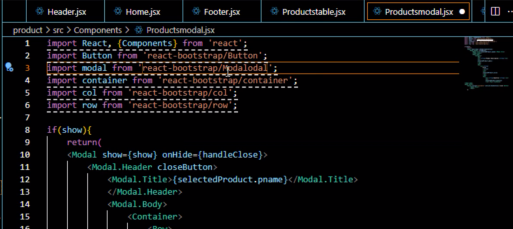 Header.jsx Home.jsx Footer.jsx Productstable.jsx Productsmodal.jsx
product > src > Components > Productsmodal.jsx
1 import React, {Components} from 'react';
2 import Button from 'react-bootstrap/Button';
3 import modal from 'react-bootstrap/Modalodal';
4 import container from 'react-bootstrap/container';
5 import col from 'react-bootstrap/col';
6 import row from 'react-bootstrap/row';
7
8 if(show){
9 return(
10 <Modal show={show} onHide={handleClose}>
11 <Modal.Header closeButton>
12 <Modal.Title>{selectedProduct.pname}</Modal.Title>
13 </Modal.Header>
14 <Modal.Body>
15 <Container>
16 <Row>